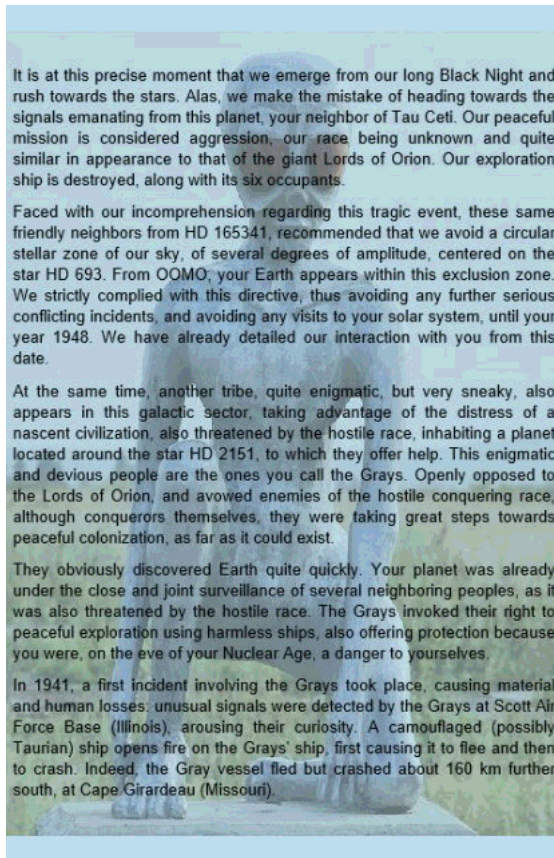 It is at this precise moment that we emerge from our long Black Night and
rush towards the stars. Alas, we make the mistake of heading towards the
signals emanating from this planet, your neighbor of Tau Ceti. Our peaceful
mission is considered aggression, our race being unknown and quite
similar in appearance to that of the giant Lords of Orion. Our exploration
ship is destroyed, along with its six occupants.
Faced with our incomprehension regarding this tragic event, these same
friendly neighbors from HD 165341, recommended that we avoid a circular
stellar zone of our sky, of several degrees of amplitude, centered on the
star HD 693. From OOMO, your Earth appears within this exclusion zone.
We strictly complied with this directive, thus avoiding any further serious
conflicting incidents, and avoiding any visits to your solar system, until your
year 1948. We have already detailed our interaction with you from this
date.
At the same time, another tribe, quite enigmatic, but very sneaky, also
appears in this galactic sector, taking advantage of the distress of a
nascent civilization, also threatened by the hostile race, inhabiting a planet
located around the star HD 2151, to which they offer help. This enigmatic
and devious people are the ones you call the Grays. Openly opposed to
the Lords of Orion, and avowed enemies of the hostile conquering race,
although conquerors themselves, they were taking great steps towards
peaceful colonization, as far as it could exist.
They obviously discovered Earth quite quickly. Your planet was already
under the close and joint surveillance of several neighboring peoples, as it
was also threatened by the hostile race. The Grays invoked their right to
peaceful exploration using harmless ships, also offering protection because
you were, on the eve of your Nuclear Age, a danger to yourselves.
In 1941, a first incident involving the Grays took place, causing material
and human losses: unusual signals were detected by the Grays at Scott Air
Force Base (Illinois), arousing their curiosity. A camouflaged (possibly
Taurian) ship opens fire on the Grays' ship, first causing it to flee and then
to crash. Indeed, the Gray vessel fled but crashed about 160 km further
south, at Cape Girardeau (Missouri).